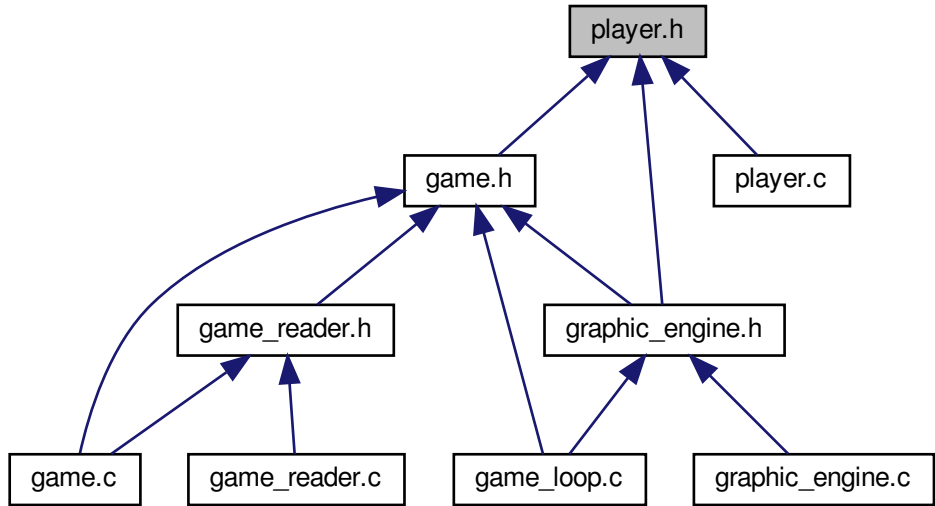 player.h
game.h
player.c
game_reader.h
graphic_engine.h
game.c
game_reader.c
game_loop.c
graphic_engine.c